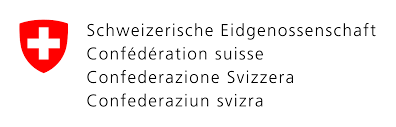 Schweizerische Eidgenossenschaft
Confédération suisse
Confederazione Svizzera
Confederaziun svizra